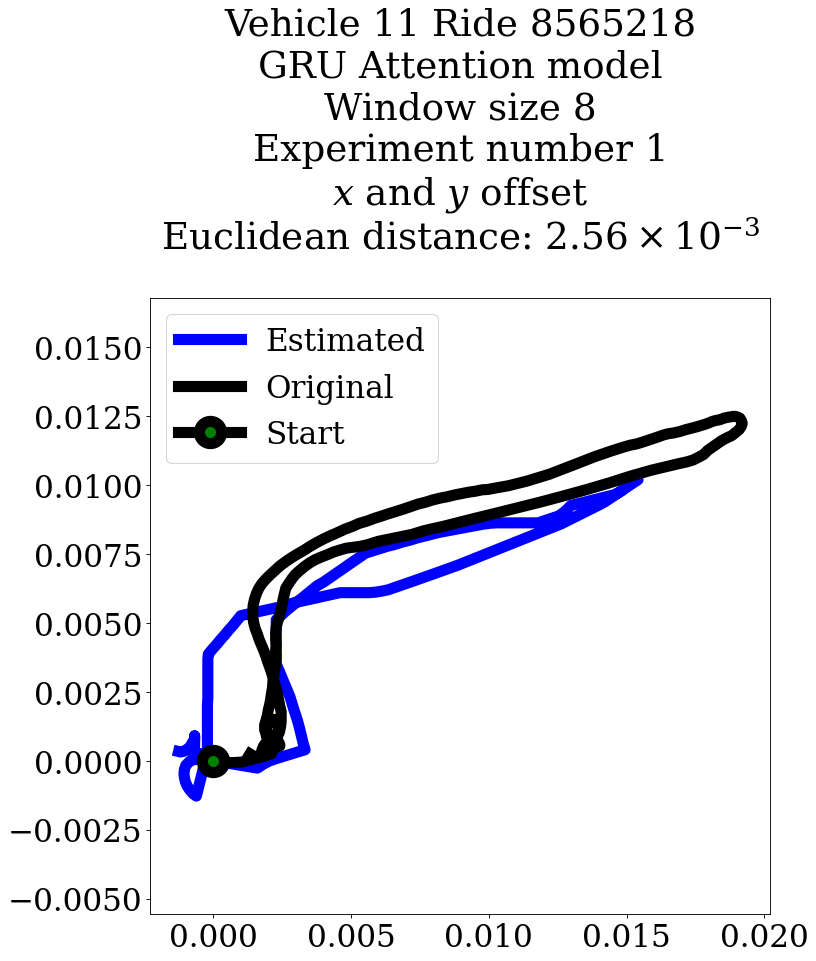 Vehicle 11 Ride 8565218
GRU Attention model
Window size 8
Experiment number 1
x and y offset
Euclidean distance: 2.56 × 10⁻³
Estimated
Original
Start
0.0150
0.0125
0.0100
0.0075
0.0050
0.0025
0.0000
−0.0025
−0.0050
0.000 0.005 0.010 0.015 0.020